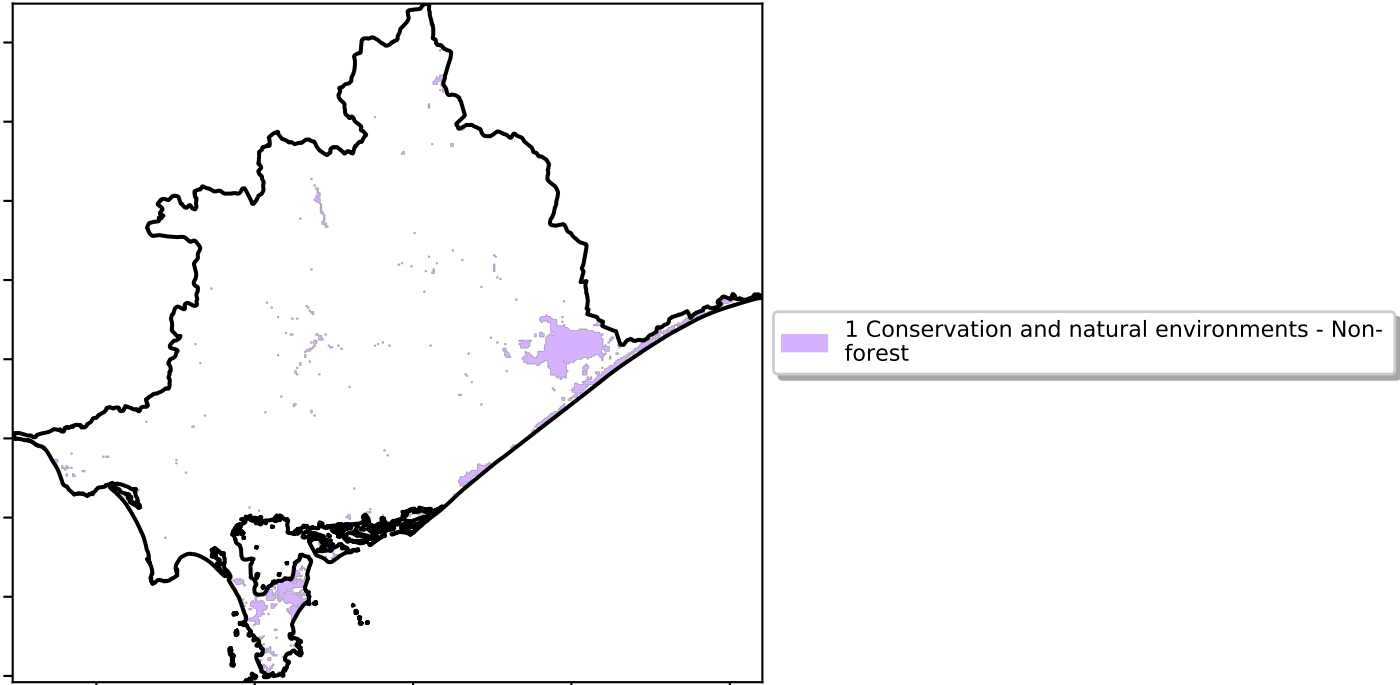 1 Conservation and natural environments - Non-
forest